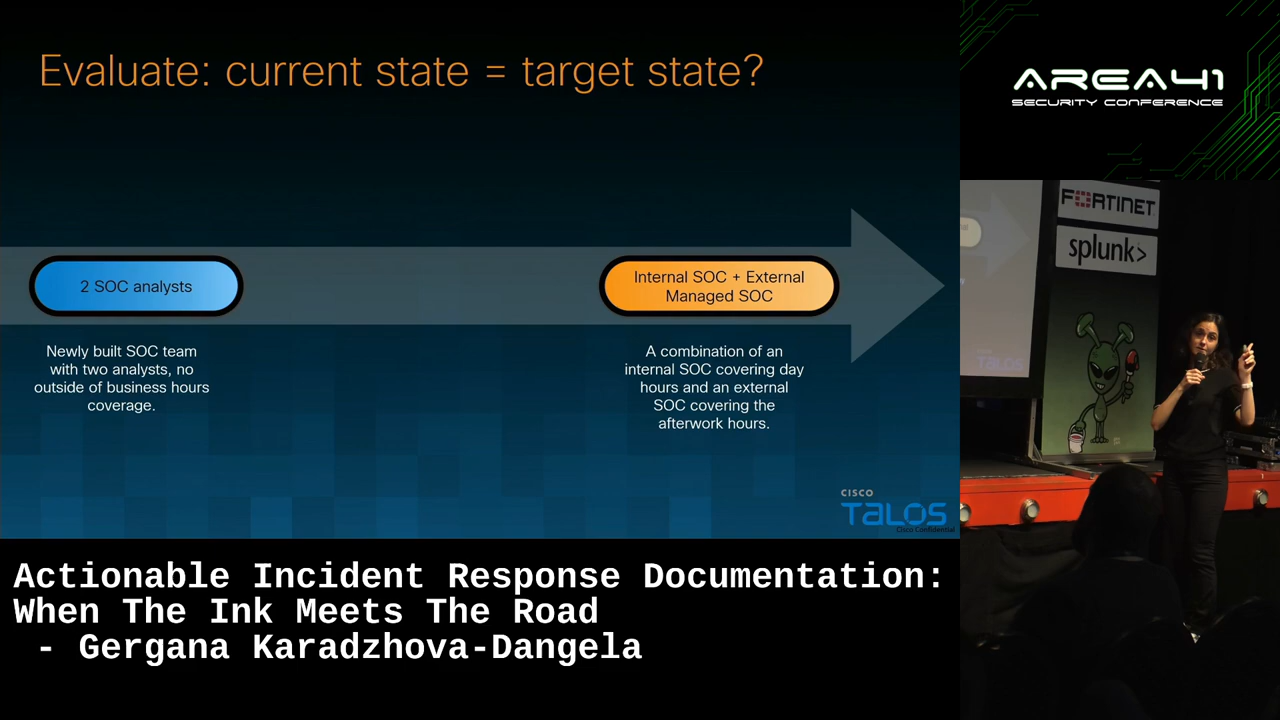 Evaluate: current state = target state?
2 SOC analysts
Newly built SOC team
with two analysts, no
outside of business hours
coverage.
Internal SOC + External
Managed SOC
A combination of an
internal SOC covering day
hours and an external
SOC covering the
afterwork hours.
CISCO
TALOS
Cisco Confidential
AREA41
SECURITY CONFERENCE
FORTINET
splunk>
TALOS
Actionable Incident Response Documentation:
When The Ink Meets The Road
- Gergana Karadzhova-Dangela